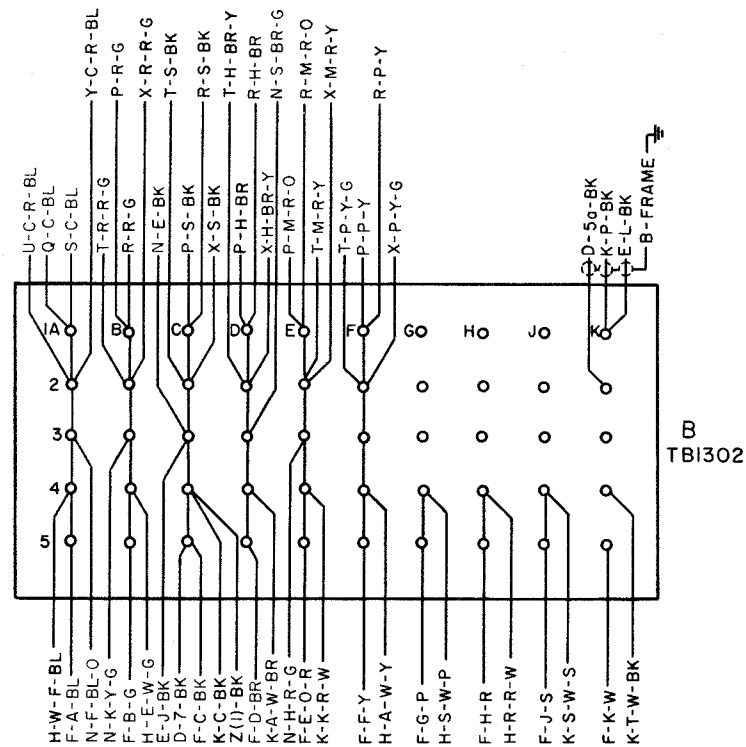 Y-C-R-BL
P-R-G
X-R-R-G
T-S-BK
R-S-BK
T-H-BR-Y
R-H-BR
N-S-BR-G
R-M-R-O
X-M-R-Y
R-P-Y
U-C-R-BL
Q-C-BL
S-C-BL
T-R-R-G
R-R-G
N-E-BK
P-S-BK
X-S-BK
P-H-BR
X-H-BR-Y
P-M-R-O
T-M-R-Y
T-P-Y-G
P-P-Y
X-P-Y-G
D-5a-BK
K-P-BK
E-L-BK
B-FRAME
1A B C D E F G H J K
2
3
B
TB1302
4
5
H-W-F-BL
F-A-BL
N-F-BL-O
N-K-Y-G
F-B-G
H-E-W-G
E-J-BK
D-7-BK
F-C-BK
K-C-BK
Z(1)-BK
F-D-BR
K-A-W-BR
N-H-R-G
F-E-O-R
K-K-R-W
F-F-Y
H-A-W-Y
F-G-P
H-S-W-P
F-H-R
H-R-R-W
F-J-S
K-S-W-S
F-K-W
K-T-W-BK